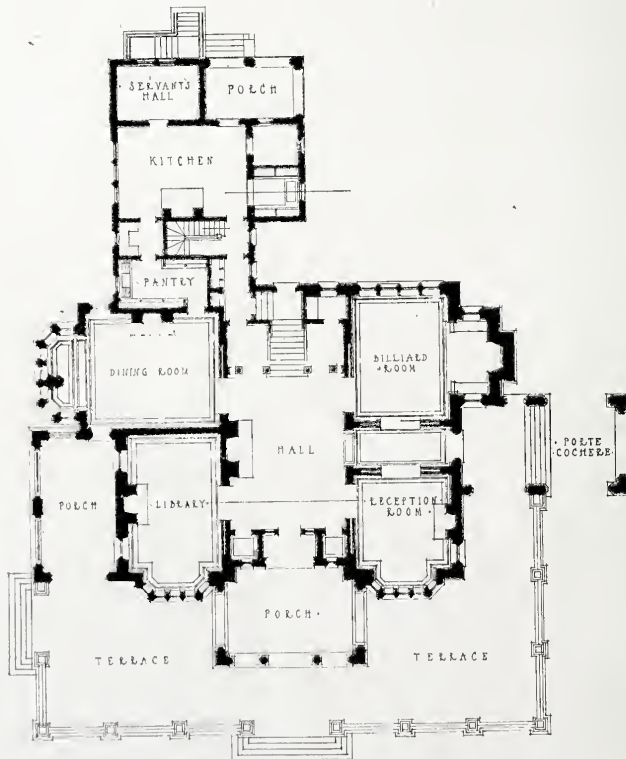 SERVANT'S
HALL
PORCH
KITCHEN
PANTRY
DINING ROOM
BILLIARD
ROOM
HALL
PORTE
COCHERE
PORCH
LIBRARY
RECEPTION
ROOM
PORCH
TERRACE
TERRACE